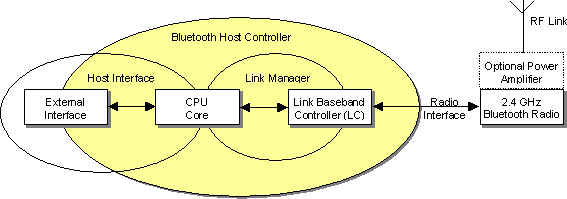 RF Link
Bluetooth Host Controller
Host Interface
Link Manager
Optional Power
Amplifier
External
Interface
CPU
Core
Link Baseband
Controller (LC)
Radio
Interface
2.4 GHz
Bluetooth Radio